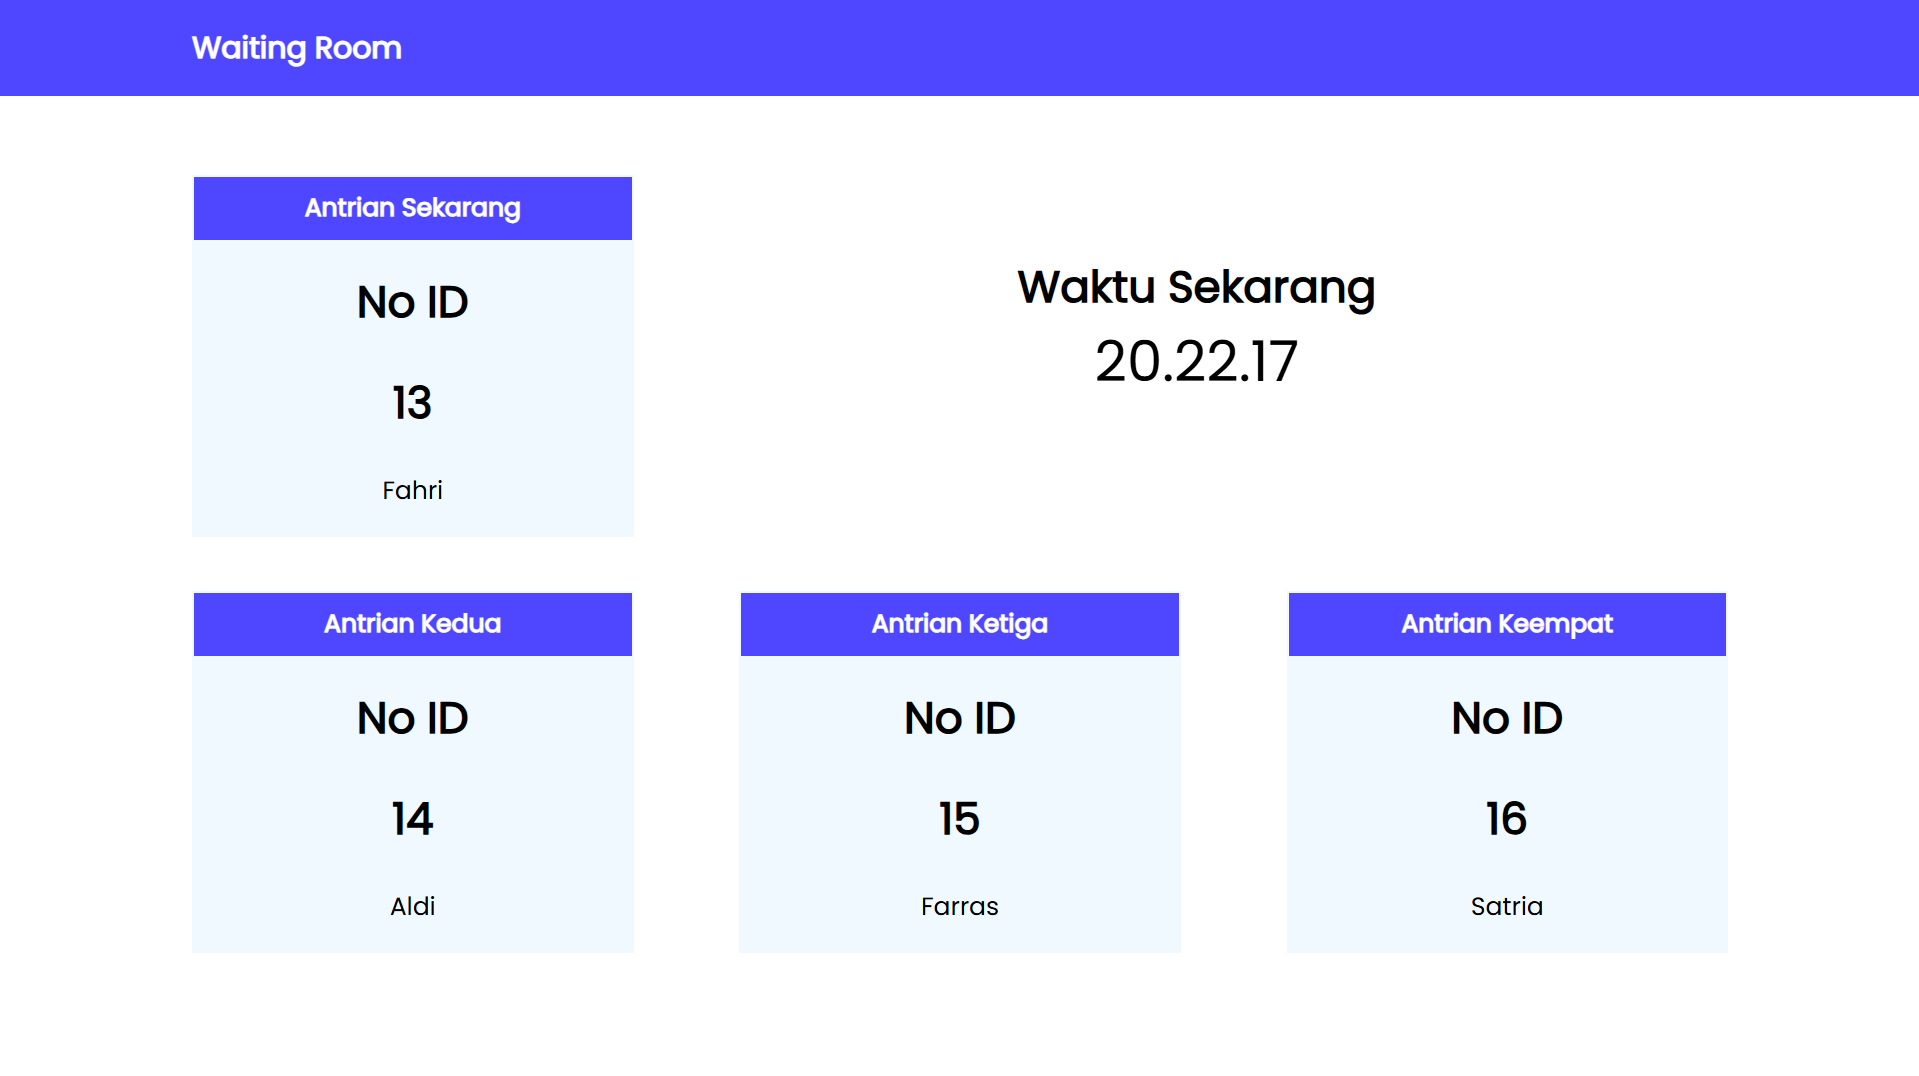 Waiting Room
Antrian Sekarang
No ID
13
Fahri
Waktu Sekarang
20.22.17
Antrian Kedua
No ID
14
Aldi
Antrian Ketiga
No ID
15
Farras
Antrian Keempat
No ID
16
Satria